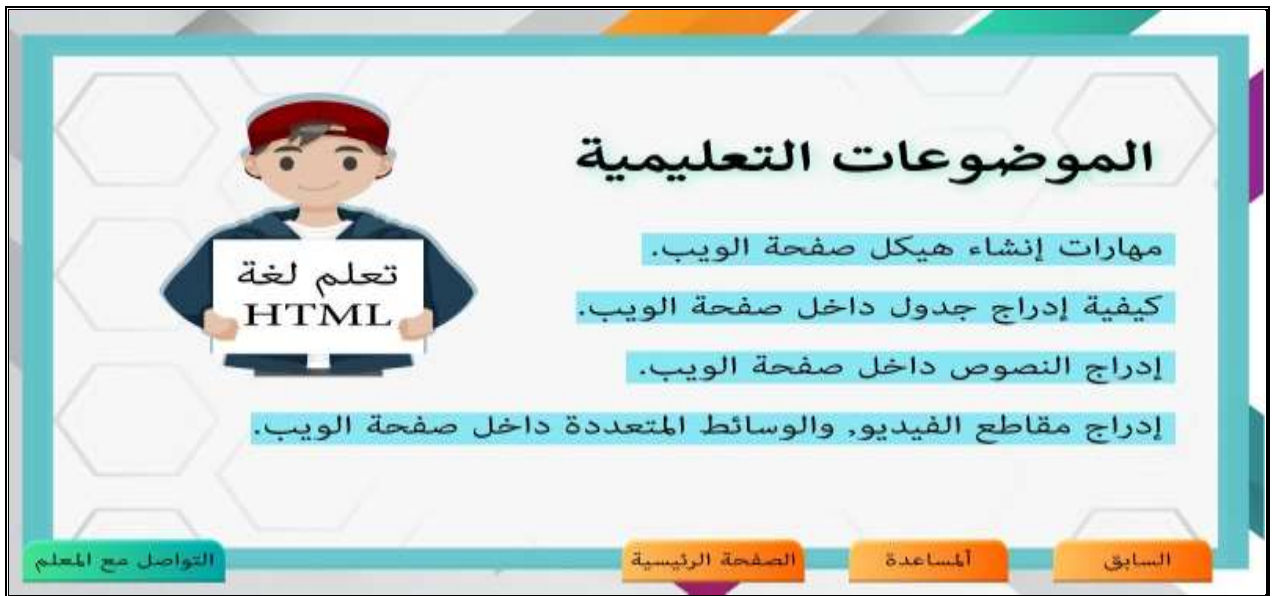 الموضوعات التعليمية
مهارات إنشاء هيكل صفحة الويب.
كيفية إدراج جدول داخل صفحة الويب.
إدراج النصوص داخل صفحة الويب.
إدراج مقاطع الفيديو, والوسائط المتعددة داخل صفحة الويب.
تعلم لغة
HTML
السابق
ألمساعدة
الصفحة الرئيسية
التواصل مع المعلم